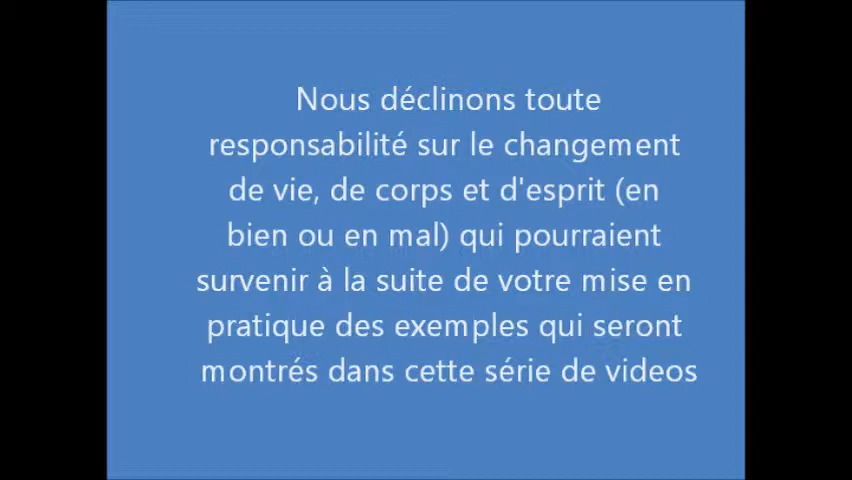 Nous déclinons toute
responsabilité sur le changement
de vie, de corps et d'esprit (en
bien ou en mal) qui pourraient
survenir à la suite de votre mise en
pratique des exemples qui seront
montrés dans cette série de videos